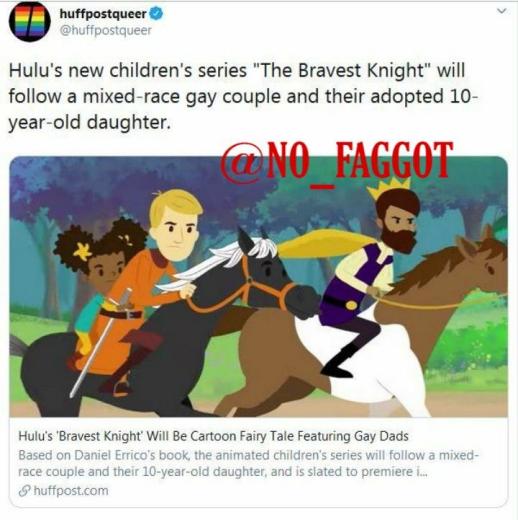 huffpostqueer
@huffpostqueer
Hulu's new children's series "The Bravest Knight" will
follow a mixed-race gay couple and their adopted 10-
year-old daughter.
@NO_FAGGOT
Hulu's 'Bravest Knight' Will Be Cartoon Fairy Tale Featuring Gay Dads
Based on Daniel Errico's book, the animated children's series will follow a mixed-
race couple and their 10-year-old daughter, and is slated to premiere i...
huffpost.com